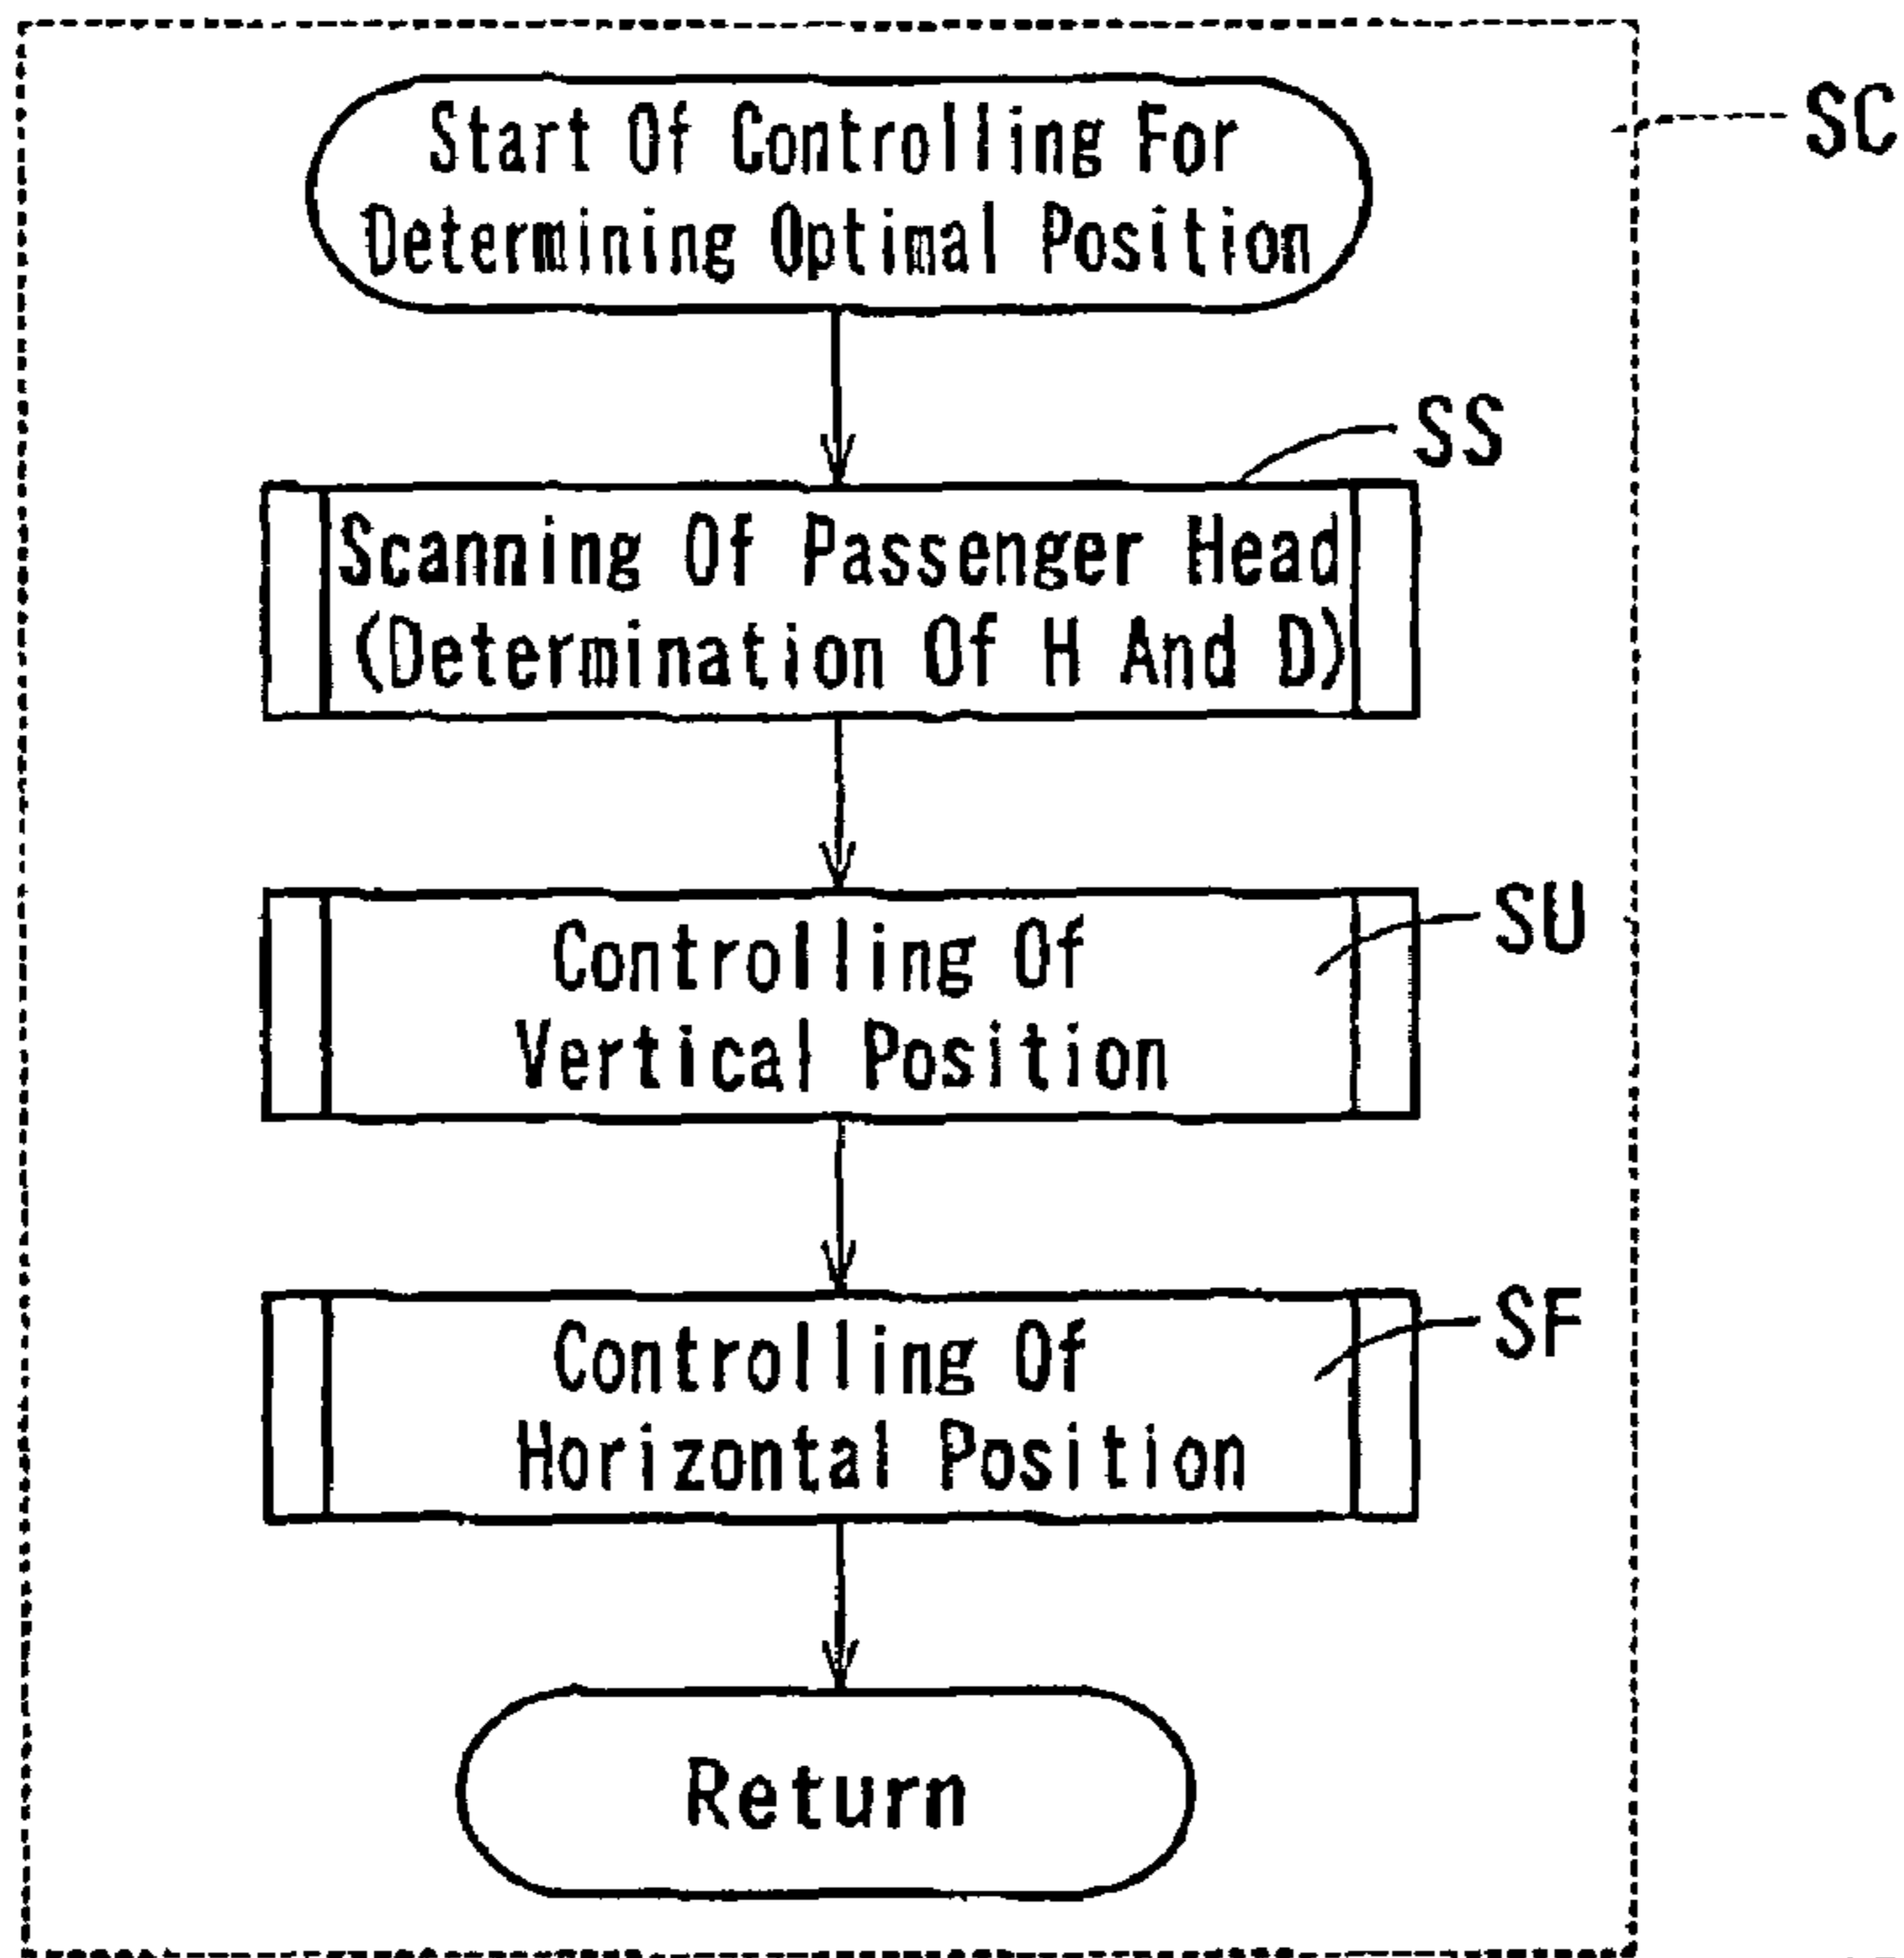 Start Of Controlling For
Determining Optimal Position
SC
SS
Scanning Of Passenger Head
(Determination Of H And D)
SU
Controlling Of
Vertical Position
SF
Controlling Of
Horizontal Position
Return